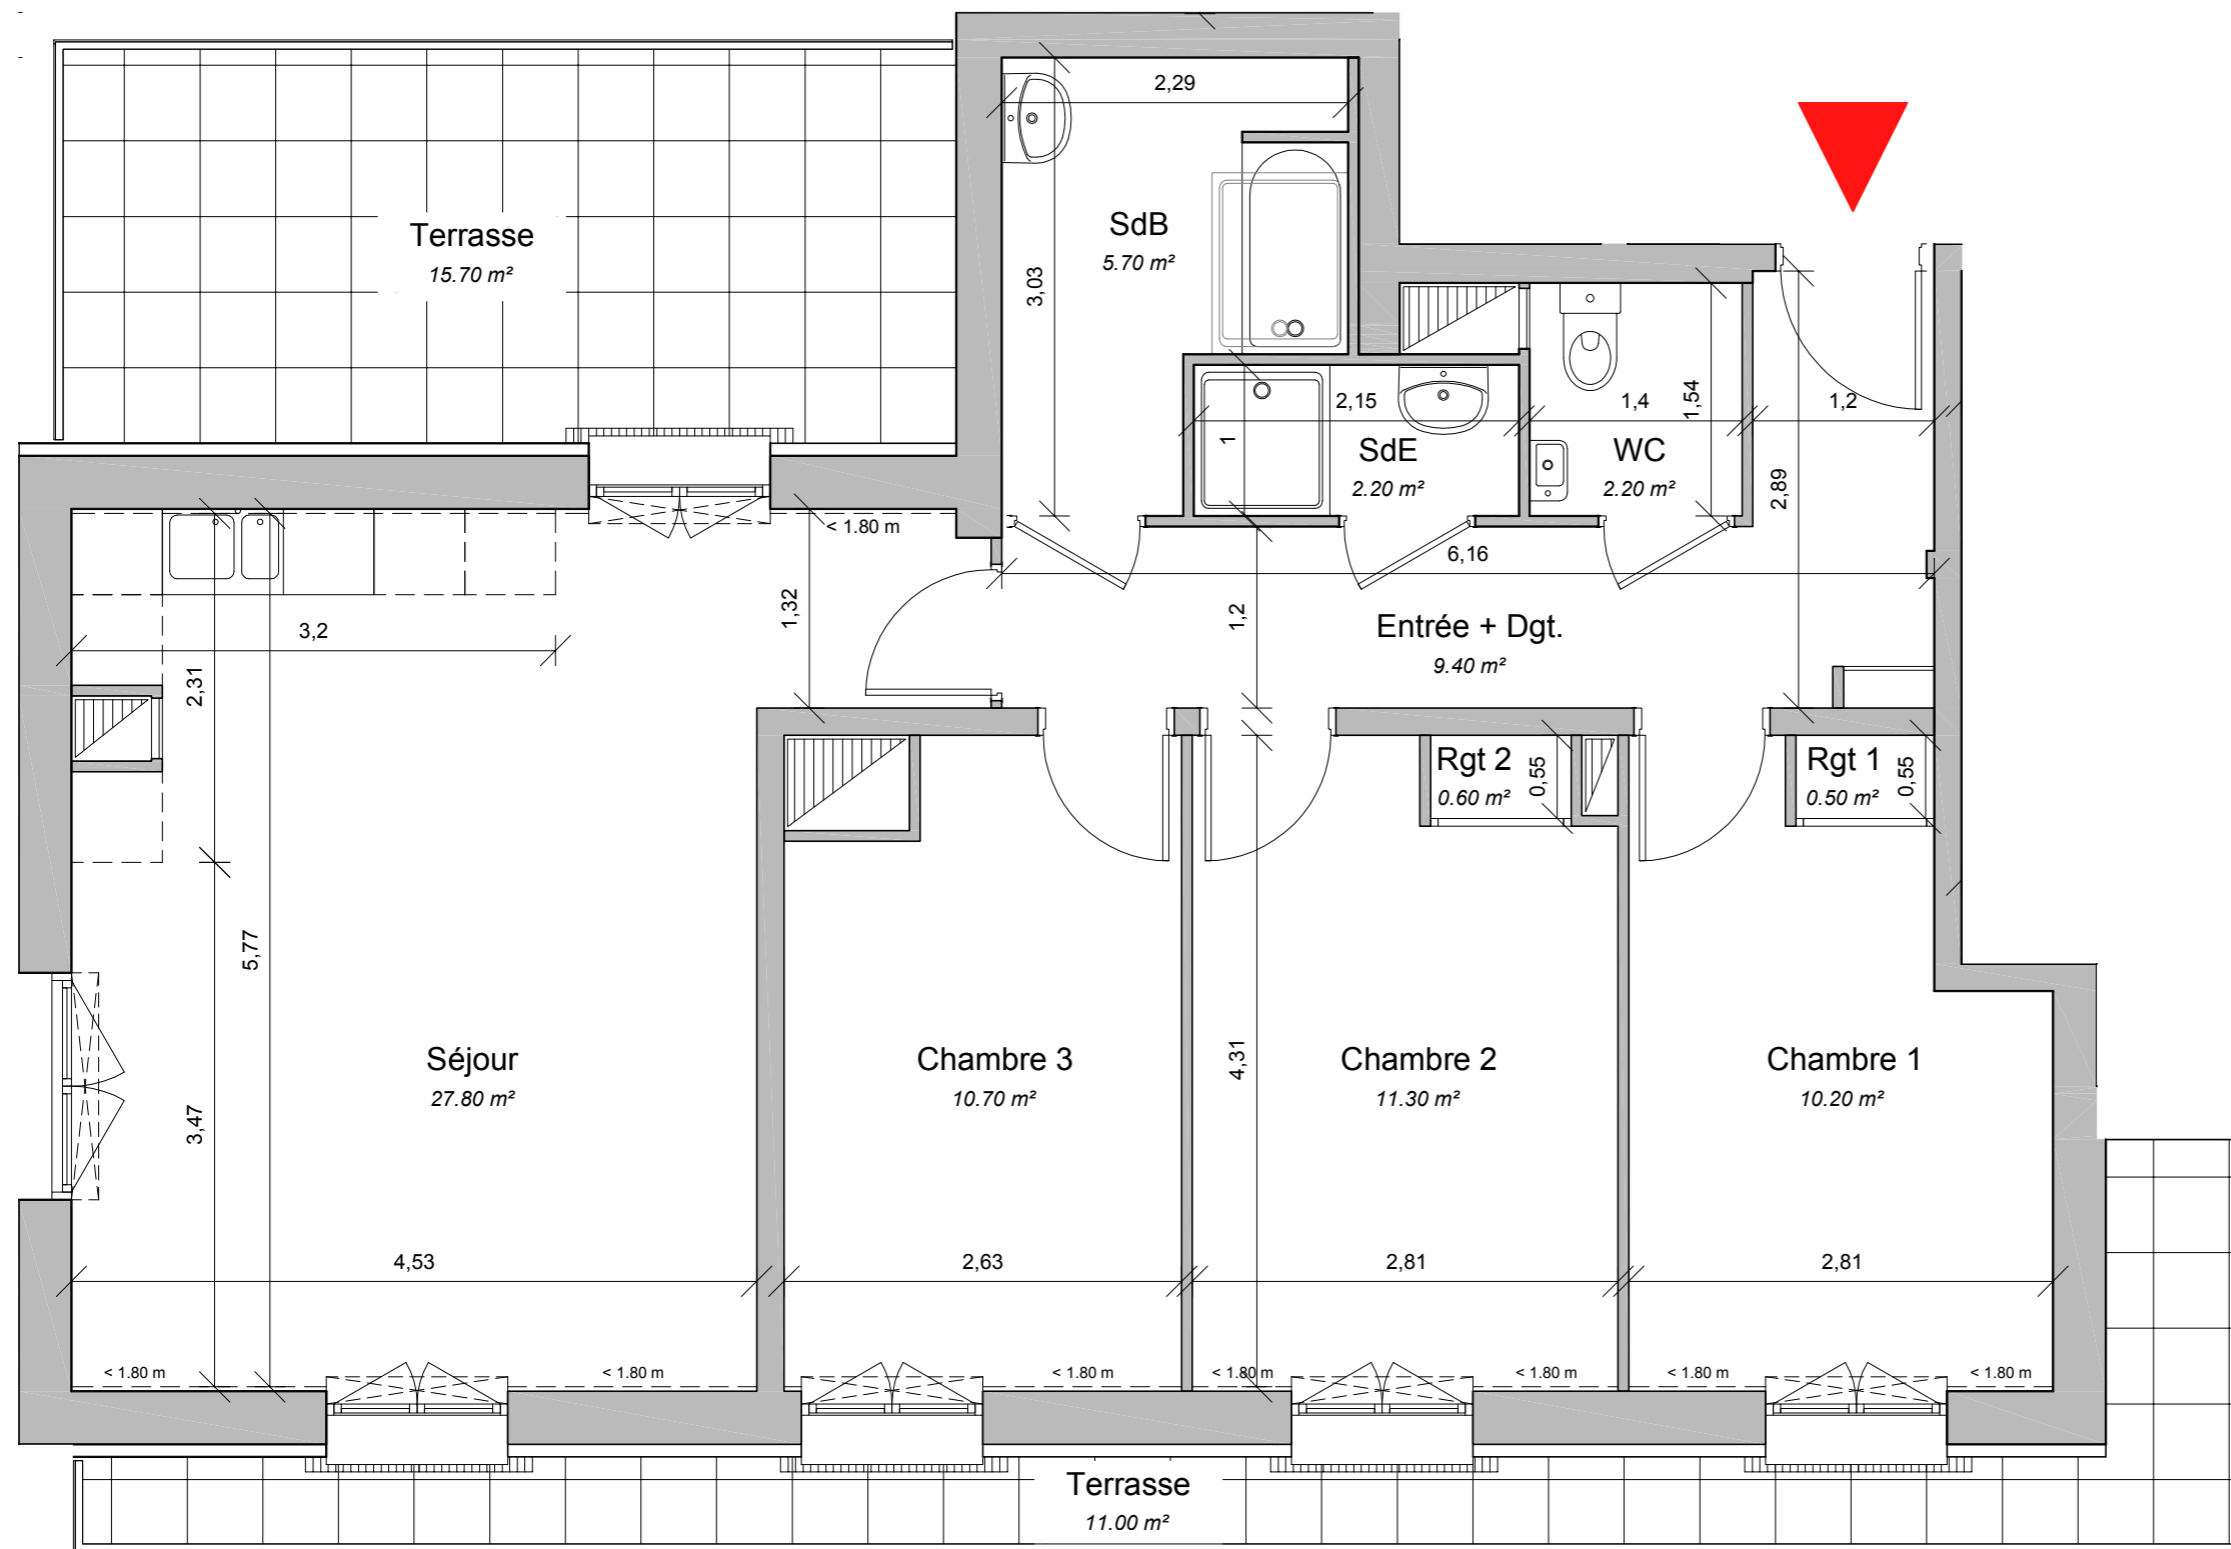 2,29
Terrasse
15.70 m²
SdB
5.70 m²
3,03
2,15
1,4
1,54
1,2
1
SdE
2.20 m²
WC
2.20 m²
2,89
< 1.80 m
6,16
3,2
1,32
1,2
Entrée + Dgt.
9.40 m²
2,31
Rgt 2
0.60 m²
0,55
Rgt 1
0.50 m²
0,55
5,77
Séjour
27.80 m²
Chambre 3
10.70 m²
4,31
Chambre 2
11.30 m²
Chambre 1
10.20 m²
3,47
4,53
2,63
2,81
2,81
< 1.80 m
< 1.80 m
< 1.80 m
< 1.80 m
< 1.80 m
< 1.80 m
< 1.80 m
Terrasse
11.00 m²